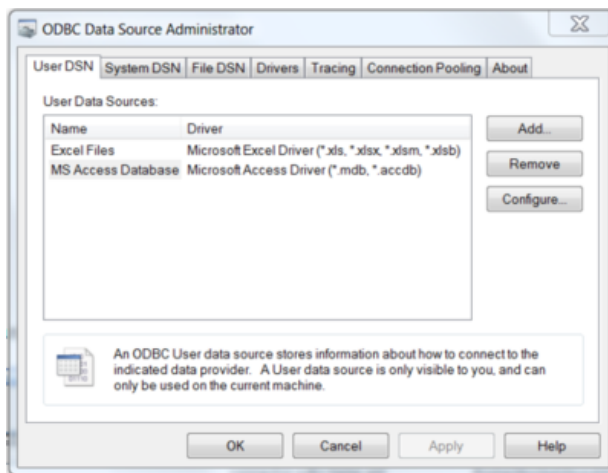 ODBC Data Source Administrator
User DSN System DSN File DSN Drivers Tracing Connection Pooling About
User Data Sources:
Name Driver
Excel Files Microsoft Excel Driver (*.xls, *.xlsx, *.xlsm, *.xlsb)
MS Access Database Microsoft Access Driver (*.mdb, *.accdb)
Add...
Remove
Configure...
An ODBC User data source stores information about how to connect to the
indicated data provider. A User data source is only visible to you, and can
only be used on the current machine.
OK Cancel Apply Help